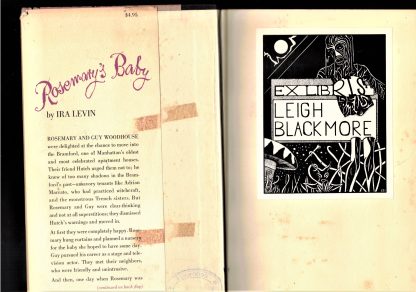 $4.95
Rosemary's Baby
by IRA LEVIN
ROSEMARY AND GUY WOODHOUSE
were delighted at the chance to move into
the Bramford, one of Manhattan's oldest
and most celebrated apartment houses.
Their friend Hutch urged them not to; he
knew of too many shadows in the Bram-
ford's past—unsavory tenants like Adrian
Marcato, who had practiced witchcraft,
and the monstrous Trench sisters. But
Rosemary and Guy were clear-thinking
and not at all superstitious; they dismissed
Hutch's warnings and moved in.
At first they were completely happy. Rose-
mary hung curtains and planned a nursery
for the baby she hoped to have some day.
Guy pursued his career as a stage and tele-
vision actor. They met their neighbors,
who were friendly and unintrusive.
And then, one day when Rosemary was
(continued on back flap)
EX LIBRIS
LEIGH
BLACKMORE